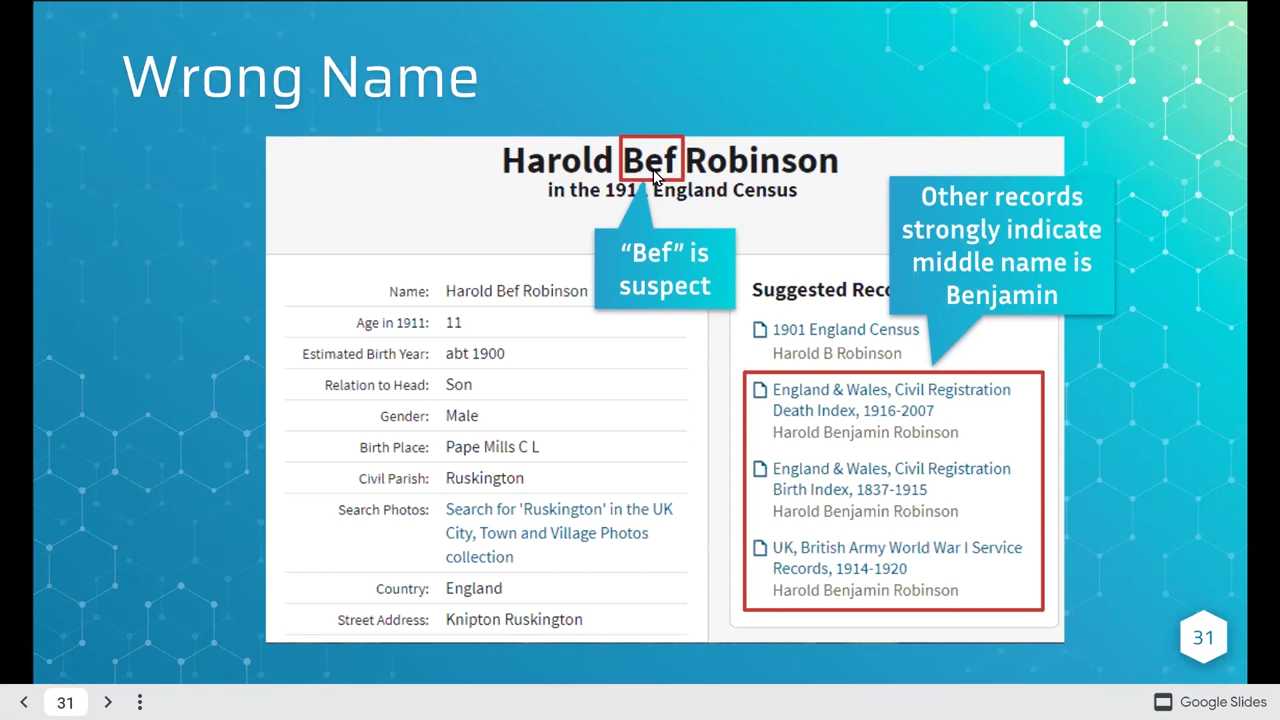 Wrong Name
Harold Bef Robinson
in the 191 England Census
"Bef" is
suspect
Other records
strongly indicate
middle name is
Benjamin
Name: Harold Bef Robinson
Age in 1911: 11
Estimated Birth Year: abt 1900
Relation to Head: Son
Gender: Male
Birth Place: Pape Mills C L
Civil Parish: Ruskington
Search Photos: Search for 'Ruskington' in the UK
City, Town and Village Photos
collection
Country: England
Street Address: Knipton Ruskington
Suggested Rec
1901 England Census
Harold B Robinson
England & Wales, Civil Registration
Death Index, 1916-2007
Harold Benjamin Robinson
England & Wales, Civil Registration
Birth Index, 1837-1915
Harold Benjamin Robinson
UK, British Army World War I Service
Records, 1914-1920
Harold Benjamin Robinson
31
31
Google Slides